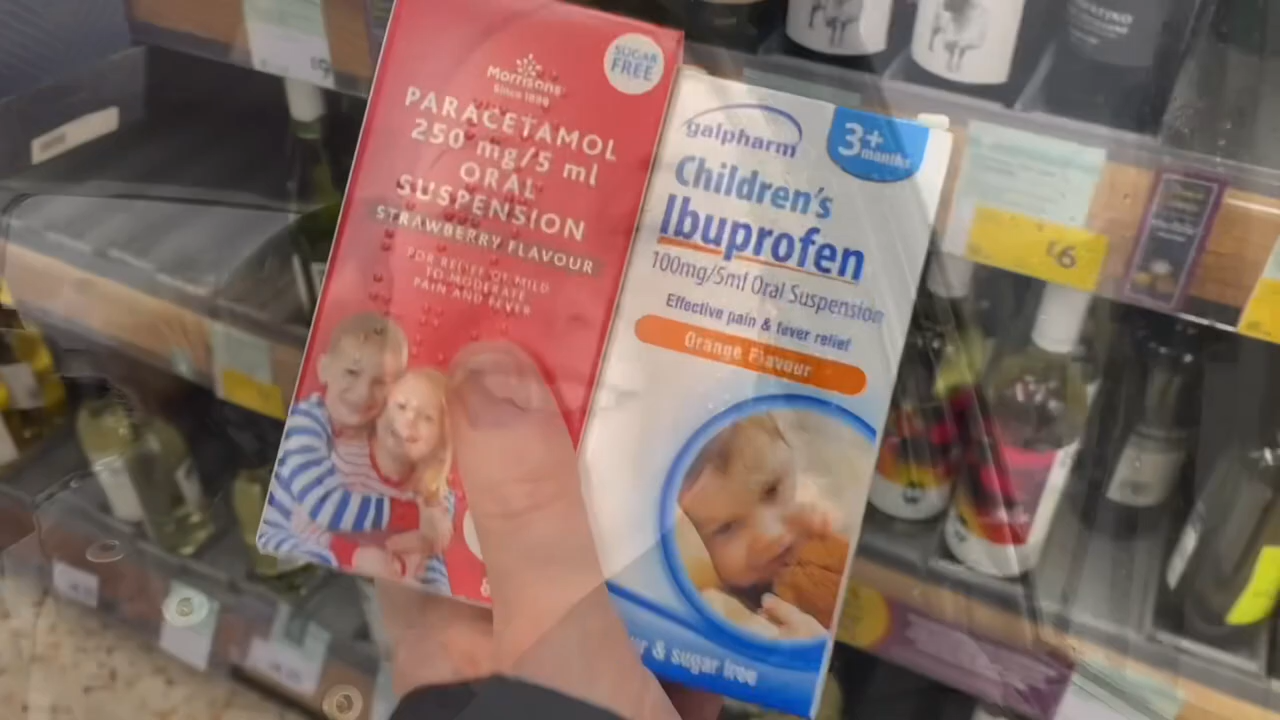 SUGAR
FREE
Morrisons
Since 1899
PARACETAMOL
250 mg/5 ml
ORAL
SUSPENSION
STRAWBERRY FLAVOUR
FOR RELIEF OF MILD
TO MODERATE
PAIN AND FEVER
galpharm
3+
months
Children's
Ibuprofen
100mg/5ml Oral Suspension
Effective pain & fever relief
Orange Flavour
& sugar free
£6